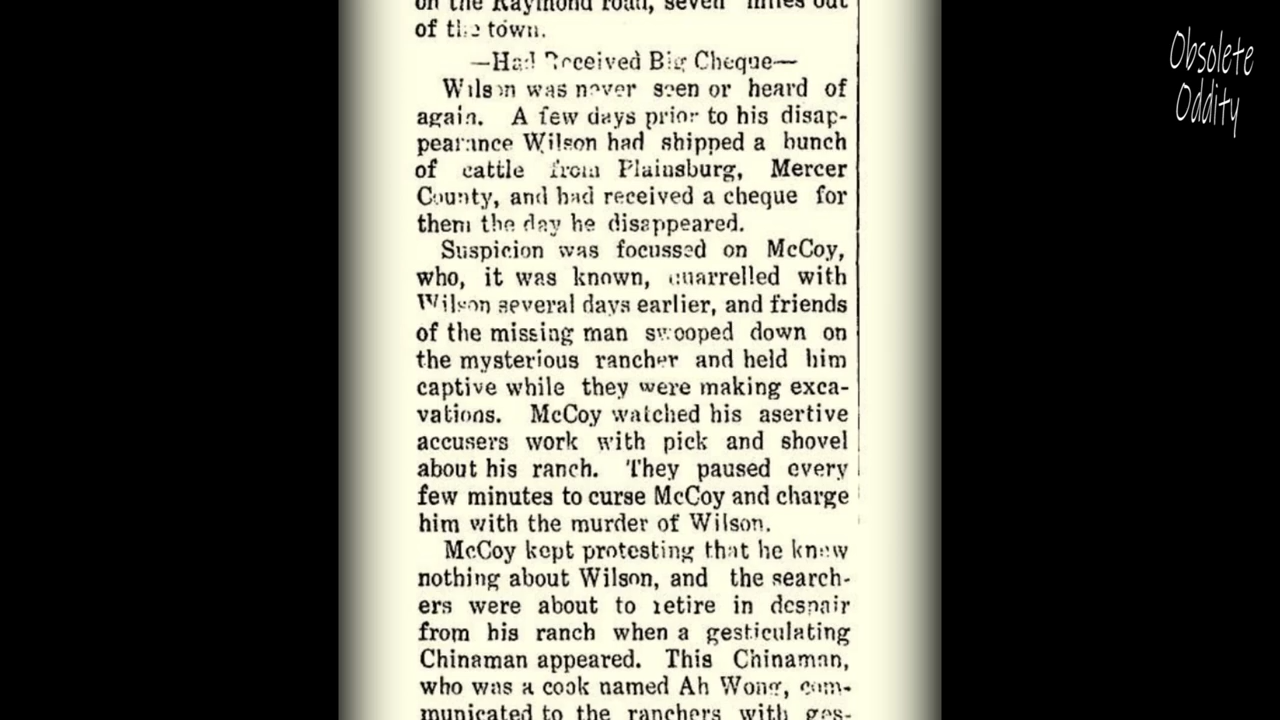 on the Raymond road, seven miles out
of the town.
—Had Received Big Cheque—
Wilson was never seen or heard of
again. A few days prior to his disap-
pearance Wilson had shipped a bunch
of cattle from Plainsburg, Mercer
County, and had received a cheque for
them the day he disappeared.
Suspicion was focussed on McCoy,
who, it was known, quarrelled with
Wilson several days earlier, and friends
of the missing man swooped down on
the mysterious rancher and held him
captive while they were making exca-
vations. McCoy watched his asertive
accusers work with pick and shovel
about his ranch. They paused every
few minutes to curse McCoy and charge
him with the murder of Wilson.
McCoy kept protesting that he knew
nothing about Wilson, and the search-
ers were about to retire in despair
from his ranch when a gesticulating
Chinaman appeared. This Chinaman,
who was a cook named Ah Wong, com-
municated to the ranchers with ges-
Obsolete
Oddity